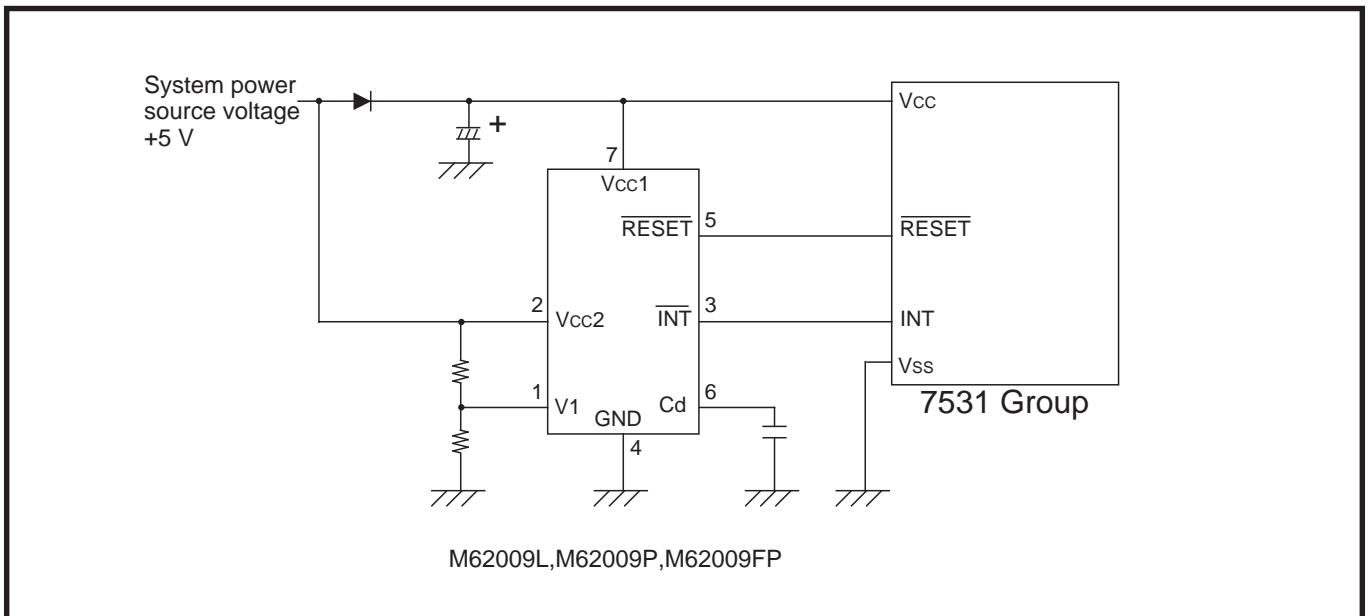 System power
source voltage
+5 V
+
7
VCC1
RESET
5
2
VCC2
INT
3
1
V1
Cd
6
GND
4
VCC
RESET
INT
VSS
7531 Group
M62009L,M62009P,M62009FP